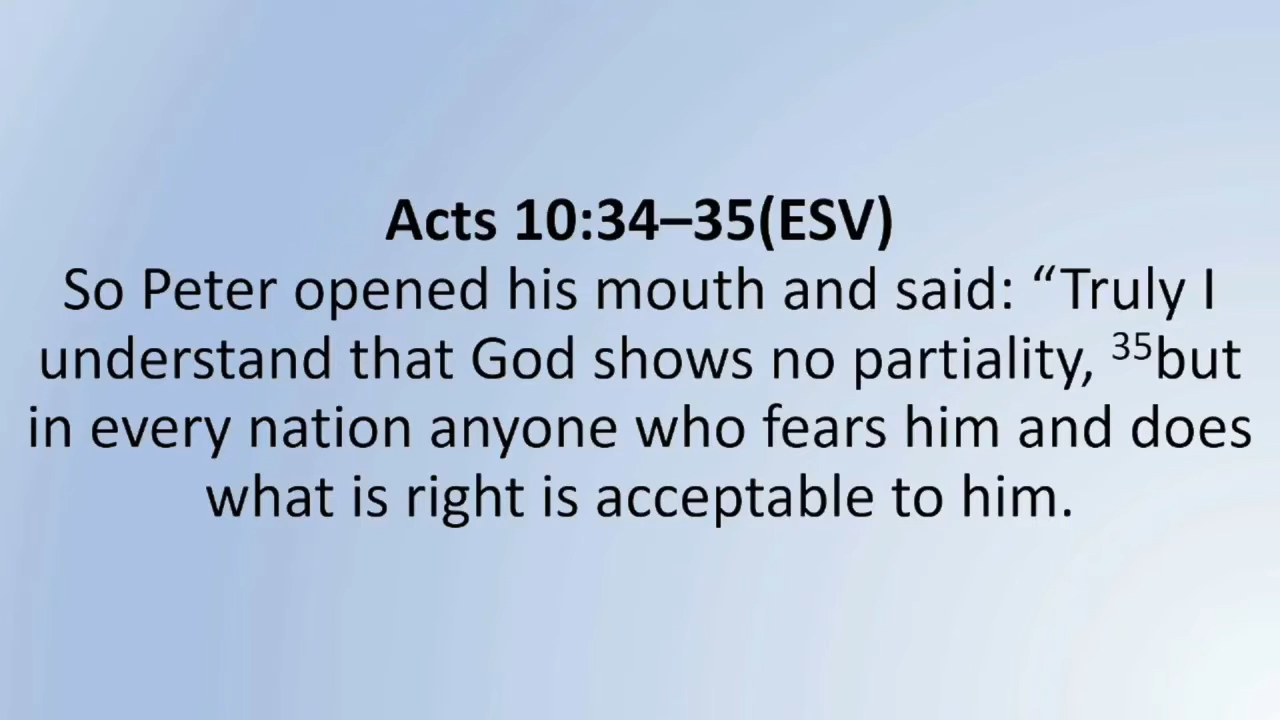 Acts 10:34–35(ESV)
So Peter opened his mouth and said: “Truly I
understand that God shows no partiality, ³⁵but
in every nation anyone who fears him and does
what is right is acceptable to him.